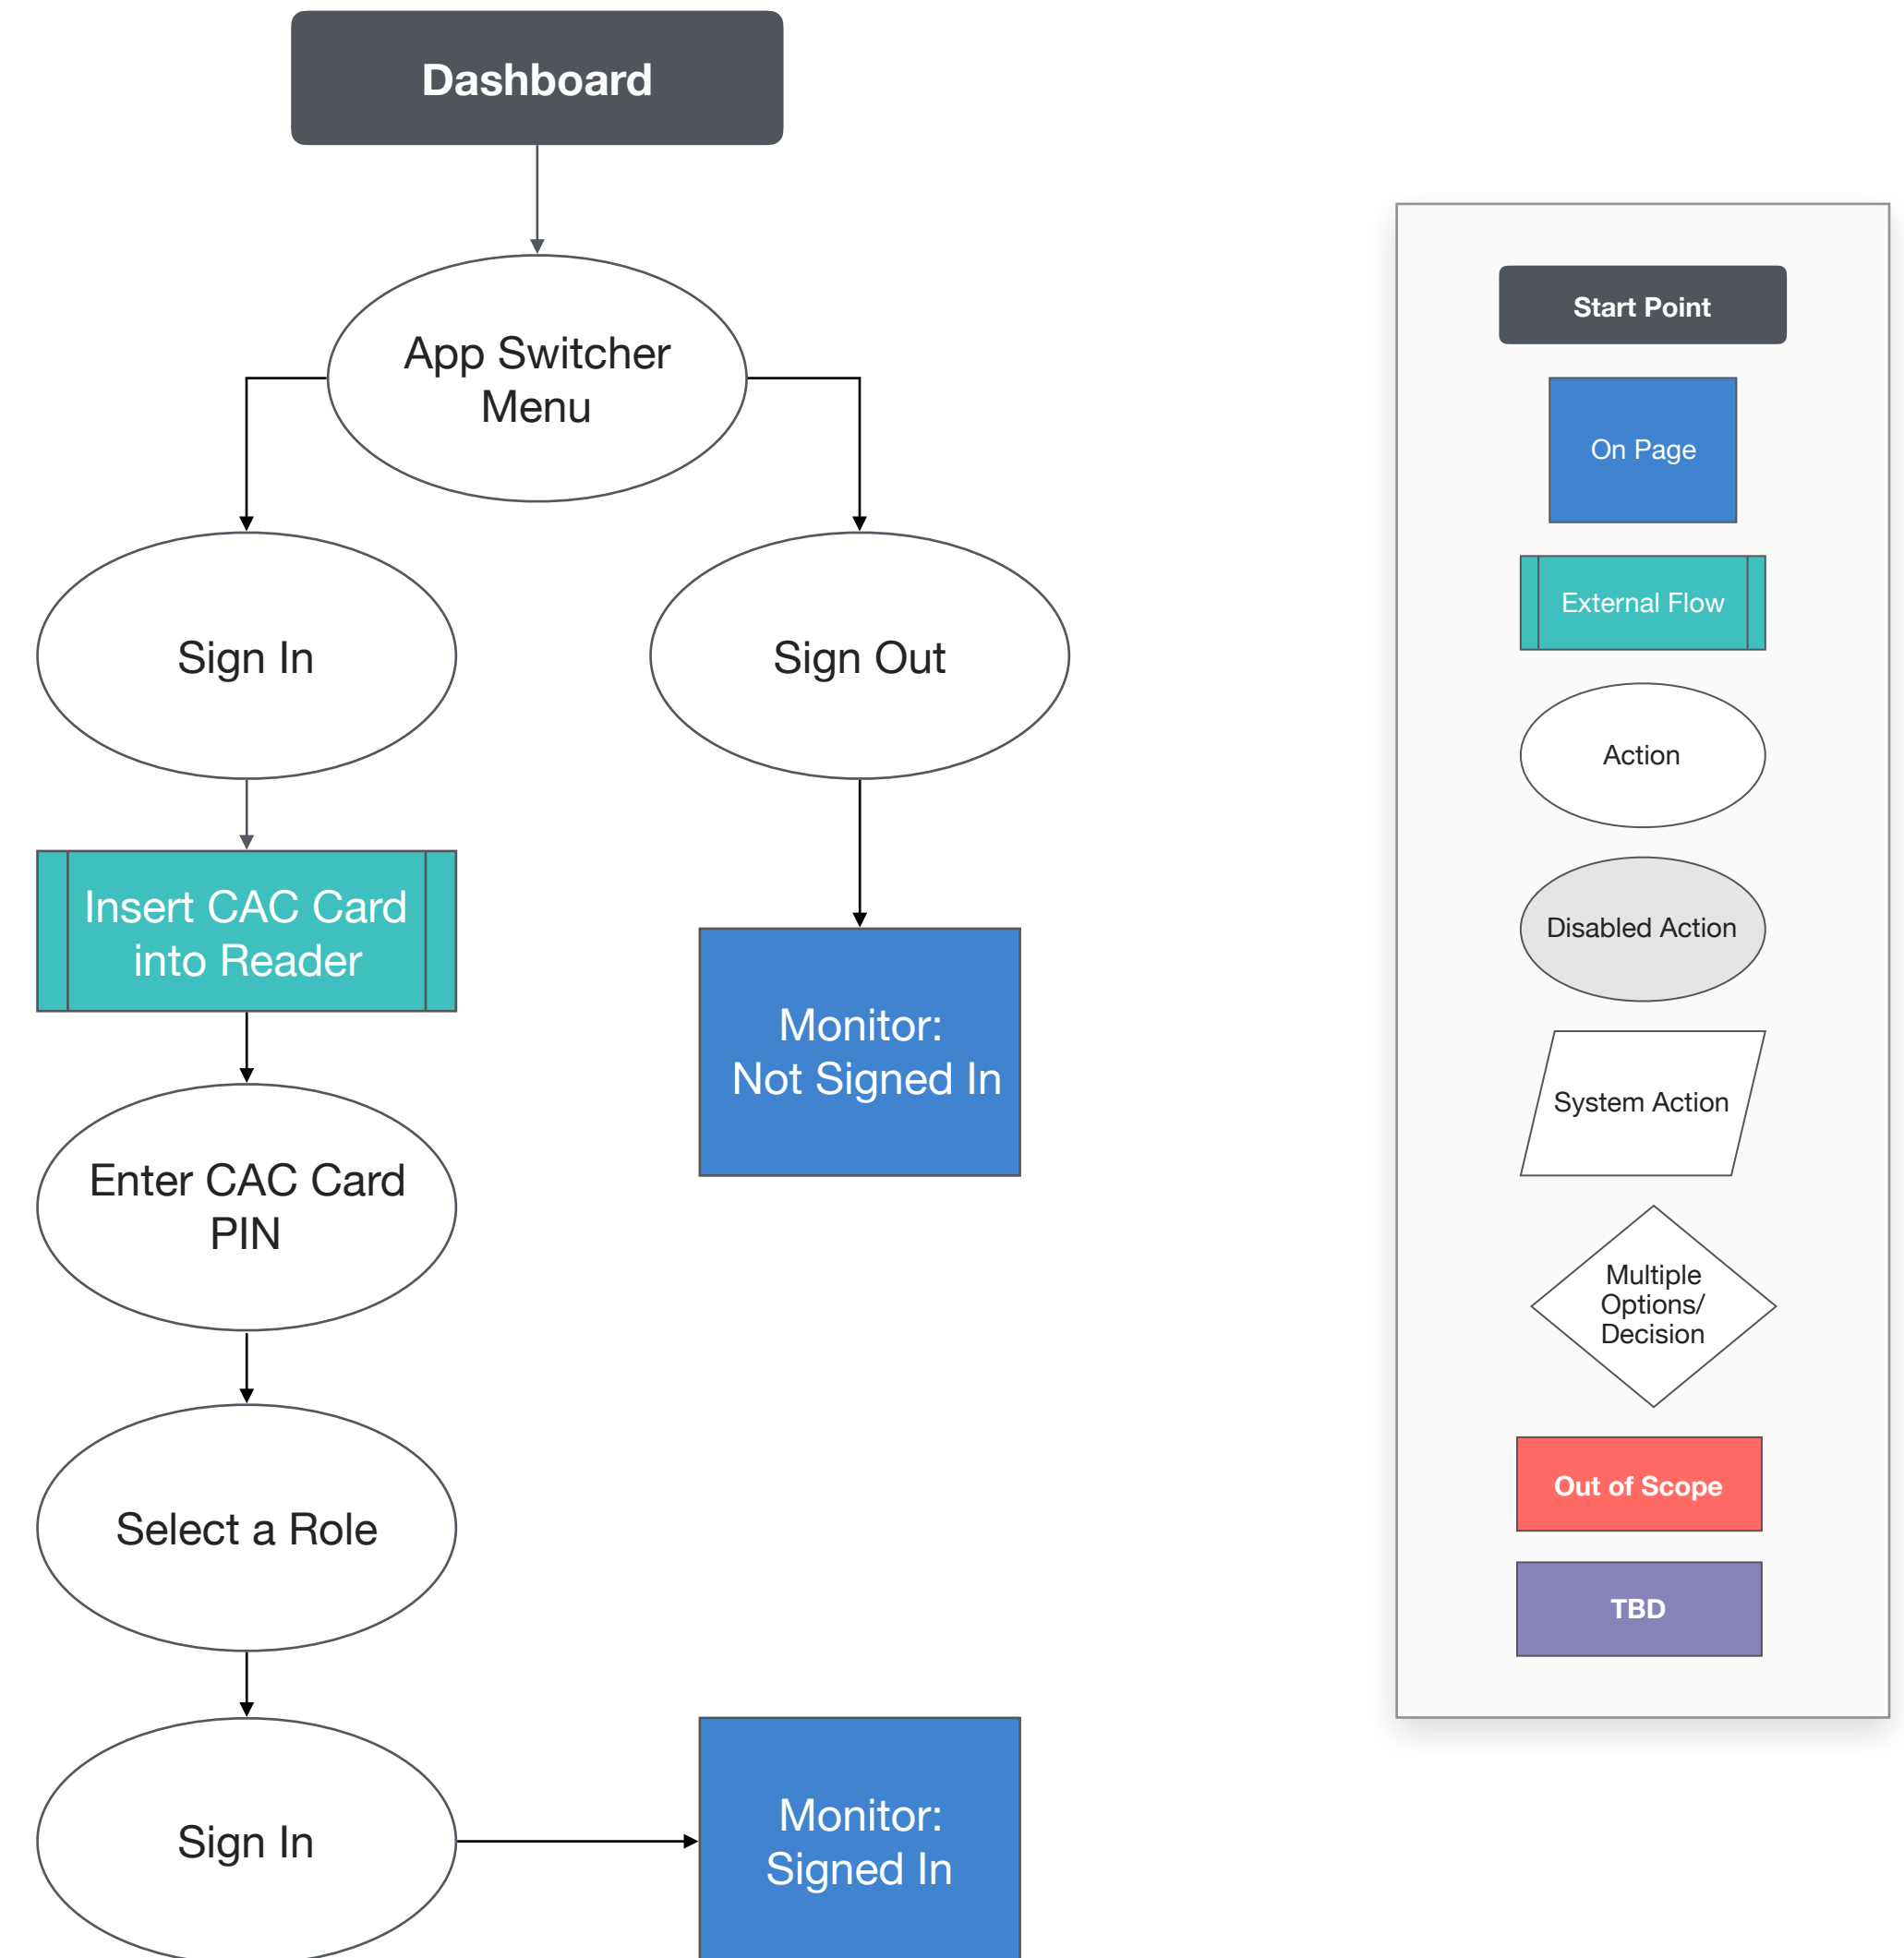 Dashboard
App Switcher
Menu
Sign In
Sign Out
Insert CAC Card
into Reader
Monitor:
Not Signed In
Enter CAC Card
PIN
Select a Role
Sign In
Monitor:
Signed In
Start Point
On Page
External Flow
Action
Disabled Action
System Action
Multiple
Options/
Decision
Out of Scope
TBD